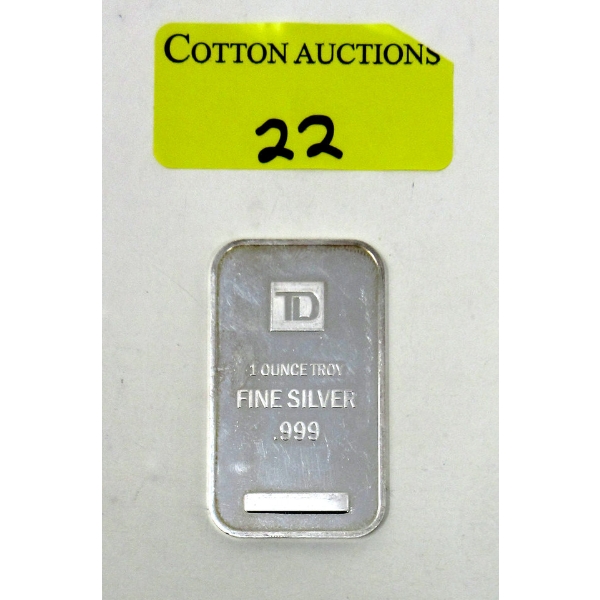 COTTON AUCTIONS
22
TD
1 OUNCE TROY
FINE SILVER
.999